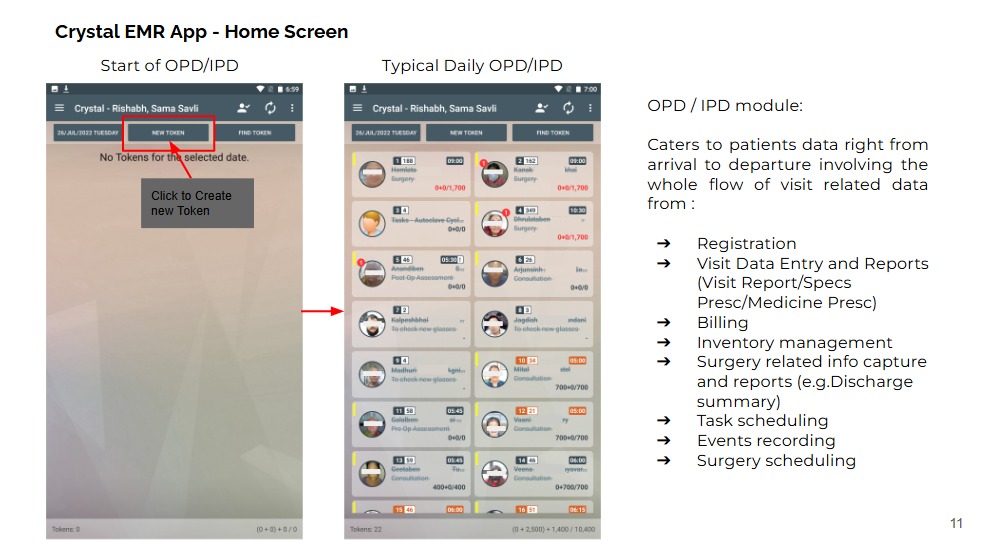 Crystal EMR App - Home Screen
Start of OPD/IPD
6:59
Crystal - Rishabh, Sama Savli
26/JUL/2022 TUESDAY
NEW TOKEN
FIND TOKEN
No Tokens for the selected date.
Click to Create
new Token
Tokens: 0
(0 + 0) + 0 / 0
Typical Daily OPD/IPD
7:00
Crystal - Rishabh, Sama Savli
26/JUL/2022 TUESDAY
NEW TOKEN
FIND TOKEN
1 188 09:00
Hemlata
Surgery
0+0/1,700
1
2 162 09:00
Kanak
Surgery
0+0/1,700
3 4
Tasks - Autoclave Cycl...
0+0/0
1
4 349 10:30
Dhrulataben
Surgery
0+0/1,700
1
5 46 05:30
Anandiben
Post Op Assessment
0+0/0
6 26
Arjunsinh
Consultation
0+0/0
7 2
Kalpeshbhai
To check new glasses
8 3
Jagdish
To check new glasses
9 4
Madhuri
To check new glasses
10 34 05:00
Mital
Consultation
700+0/700
11 58 05:45
Gulalben
Pre Op Assessment
0+0/0
12 21 05:00
Vaani
Consultation
700+0/700
13 59 05:45
Geetaben
Consultation
400+0/400
14 46 06:00
Veena
Consultation
0+700/700
15 46 06:00
16 51 06:15
Tokens: 22
(0 + 2,500) + 1,400 / 10,400
OPD / IPD module:
Caters to patients data right from
arrival to departure involving the
whole flow of visit related data
from :
➔ Registration
➔ Visit Data Entry and Reports
(Visit Report/Specs
Presc/Medicine Presc)
➔ Billing
➔ Inventory management
➔ Surgery related info capture
and reports (e.g.Discharge
summary)
➔ Task scheduling
➔ Events recording
➔ Surgery scheduling
11